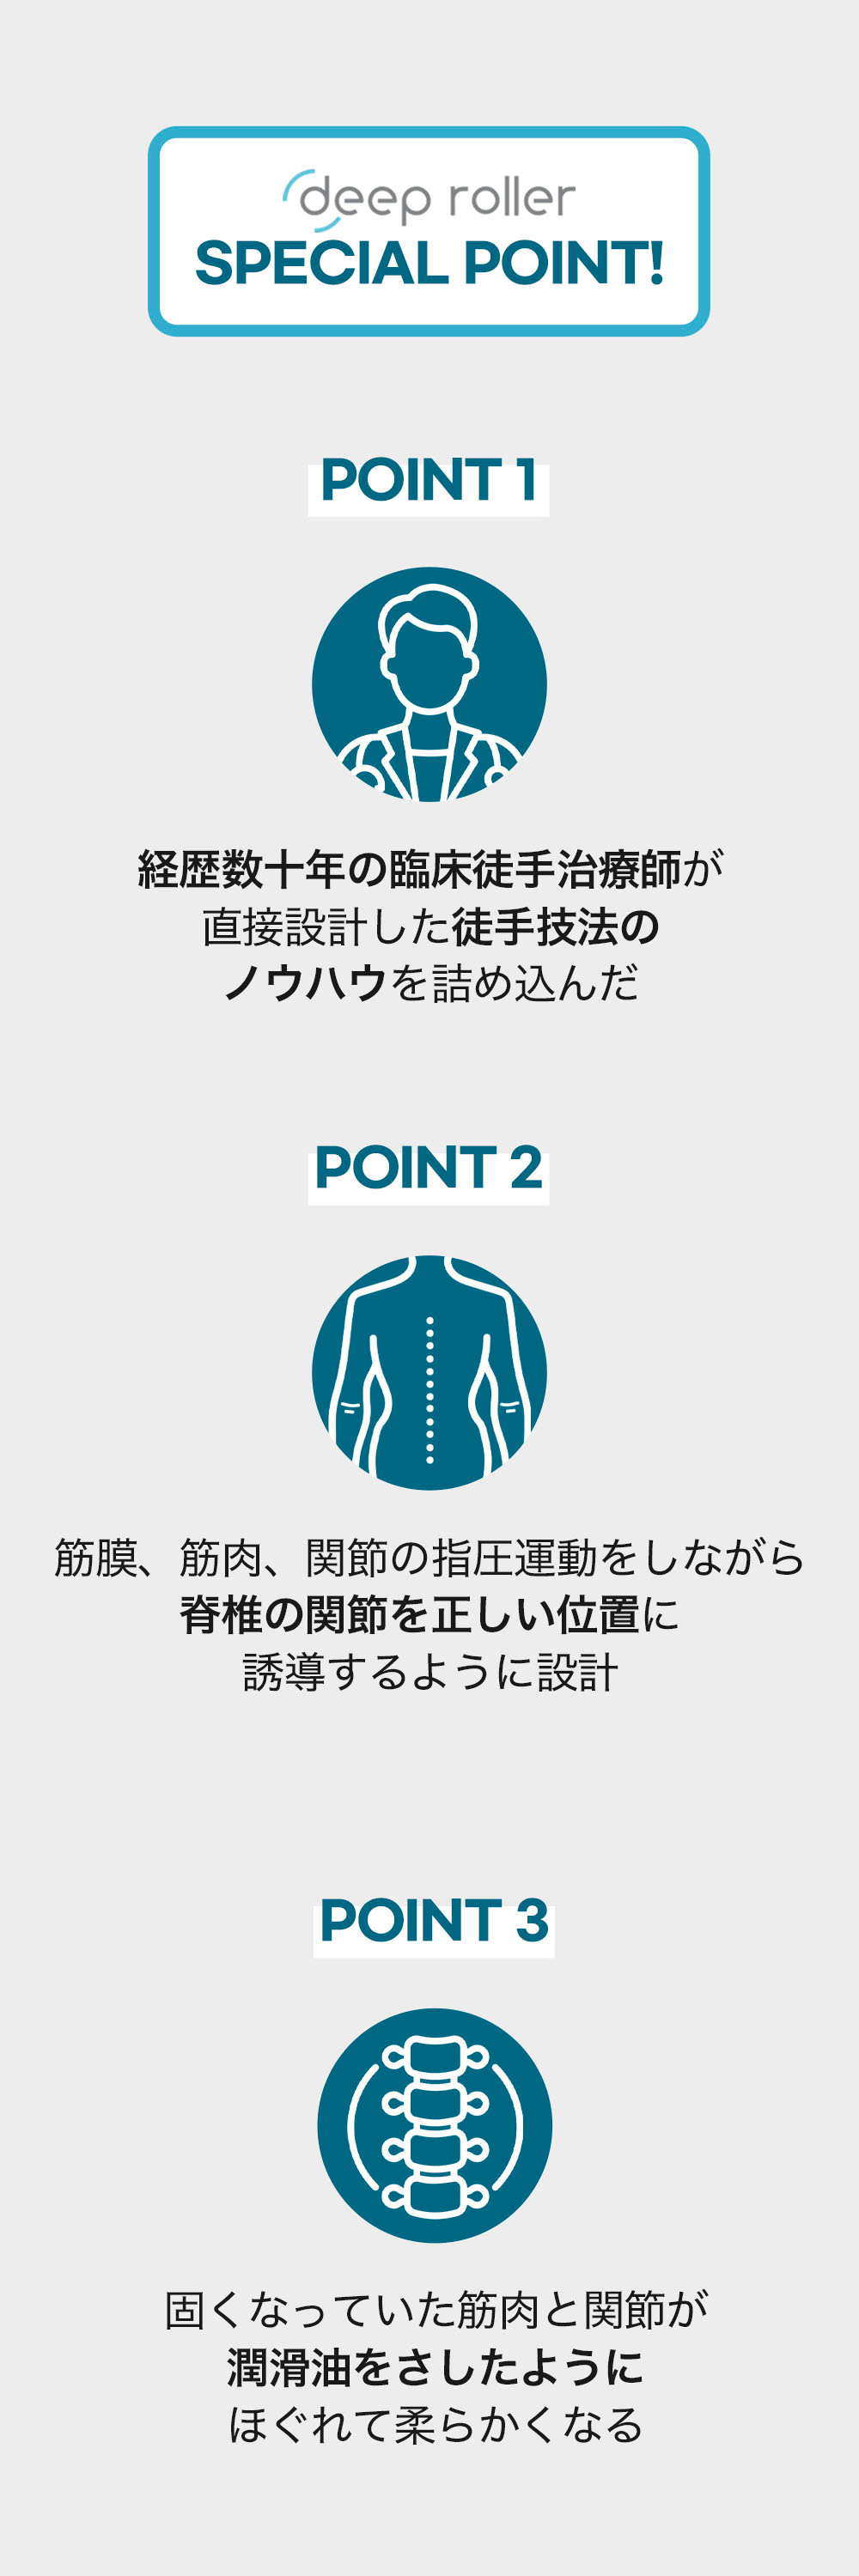 deep roller
SPECIAL POINT!
POINT 1
経歴数十年の臨床徒手治療師が
直接設計した徒手技法の
ノウハウを詰め込んだ
POINT 2
筋膜、筋肉、関節の指圧運動をしながら
脊椎の関節を正しい位置に
誘導するように設計
POINT 3
固くなっていた筋肉と関節が
潤滑油をさしたように
ほぐれて柔らかくなる